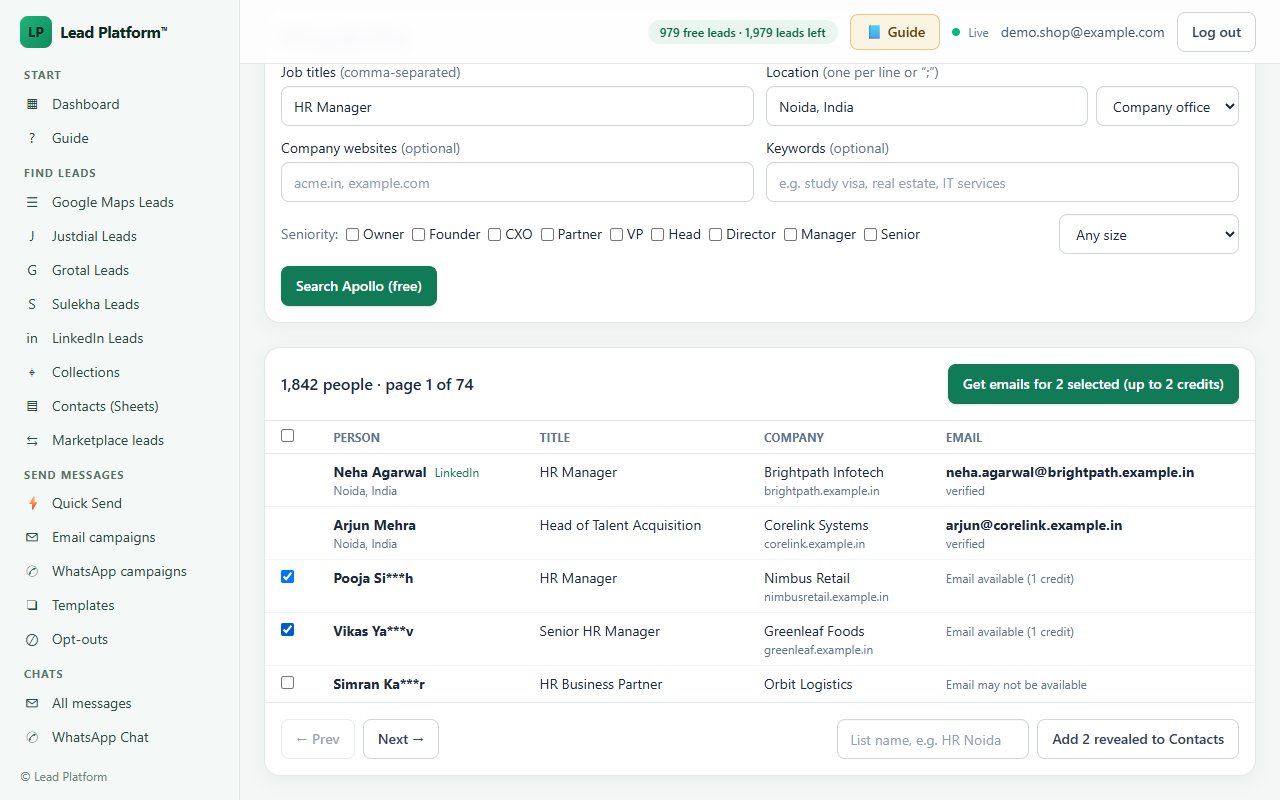 LP Lead Platform™
START
Dashboard
? Guide
FIND LEADS
Google Maps Leads
J Justdial Leads
G Grotal Leads
S Sulekha Leads
in LinkedIn Leads
Collections
Contacts (Sheets)
Marketplace leads
SEND MESSAGES
Quick Send
Email campaigns
WhatsApp campaigns
Templates
Opt-outs
CHATS
All messages
WhatsApp Chat
© Lead Platform
979 free leads · 1,979 leads left
Guide
Live
demo.shop@example.com
Log out
Job titles (comma-separated)
HR Manager
Location (one per line or “;”)
Noida, India
Company office
Company websites (optional)
acme.in, example.com
Keywords (optional)
e.g. study visa, real estate, IT services
Seniority: Owner Founder CXO Partner VP Head Director Manager Senior
Any size
Search Apollo (free)
1,842 people · page 1 of 74
Get emails for 2 selected (up to 2 credits)
PERSON TITLE COMPANY EMAIL
Neha Agarwal LinkedIn HR Manager Brightpath Infotech neha.agarwal@brightpath.example.in
Noida, India brightpath.example.in verified
Arjun Mehra Head of Talent Acquisition Corelink Systems arjun@corelink.example.in
Noida, India corelink.example.in verified
Pooja Si***h HR Manager Nimbus Retail Email available (1 credit)
nimbusretail.example.in
Vikas Ya***v Senior HR Manager Greenleaf Foods Email available (1 credit)
greenleaf.example.in
Simran Ka***r HR Business Partner Orbit Logistics Email may not be available
← Prev
Next →
List name, e.g. HR Noida
Add 2 revealed to Contacts